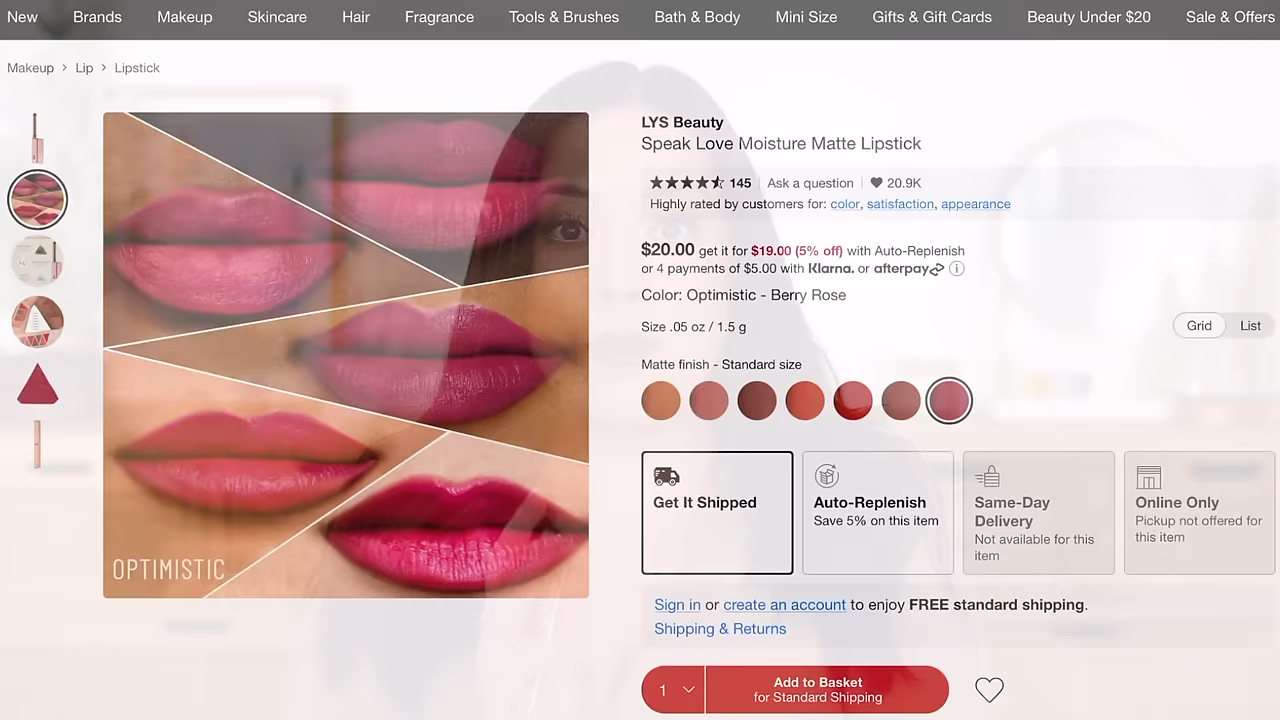 New Brands Makeup Skincare Hair Fragrance Tools & Brushes Bath & Body Mini Size Gifts & Gift Cards Beauty Under $20 Sale & Offers
Makeup > Lip > Lipstick
OPTIMISTIC
LYS Beauty
Speak Love Moisture Matte Lipstick
145 Ask a question 20.9K
Highly rated by customers for: color, satisfaction, appearance
$20.00 get it for $19.00 (5% off) with Auto-Replenish
or 4 payments of $5.00 with Klarna. or afterpay
Color: Optimistic - Berry Rose
Size .05 oz / 1.5 g
Grid List
Matte finish - Standard size
Get It Shipped
Auto-Replenish
Save 5% on this item
Same-Day
Delivery
Not available for this
item
Online Only
Pickup not offered for
this item
Sign in or create an account to enjoy FREE standard shipping.
Shipping & Returns
1
Add to Basket
for Standard Shipping